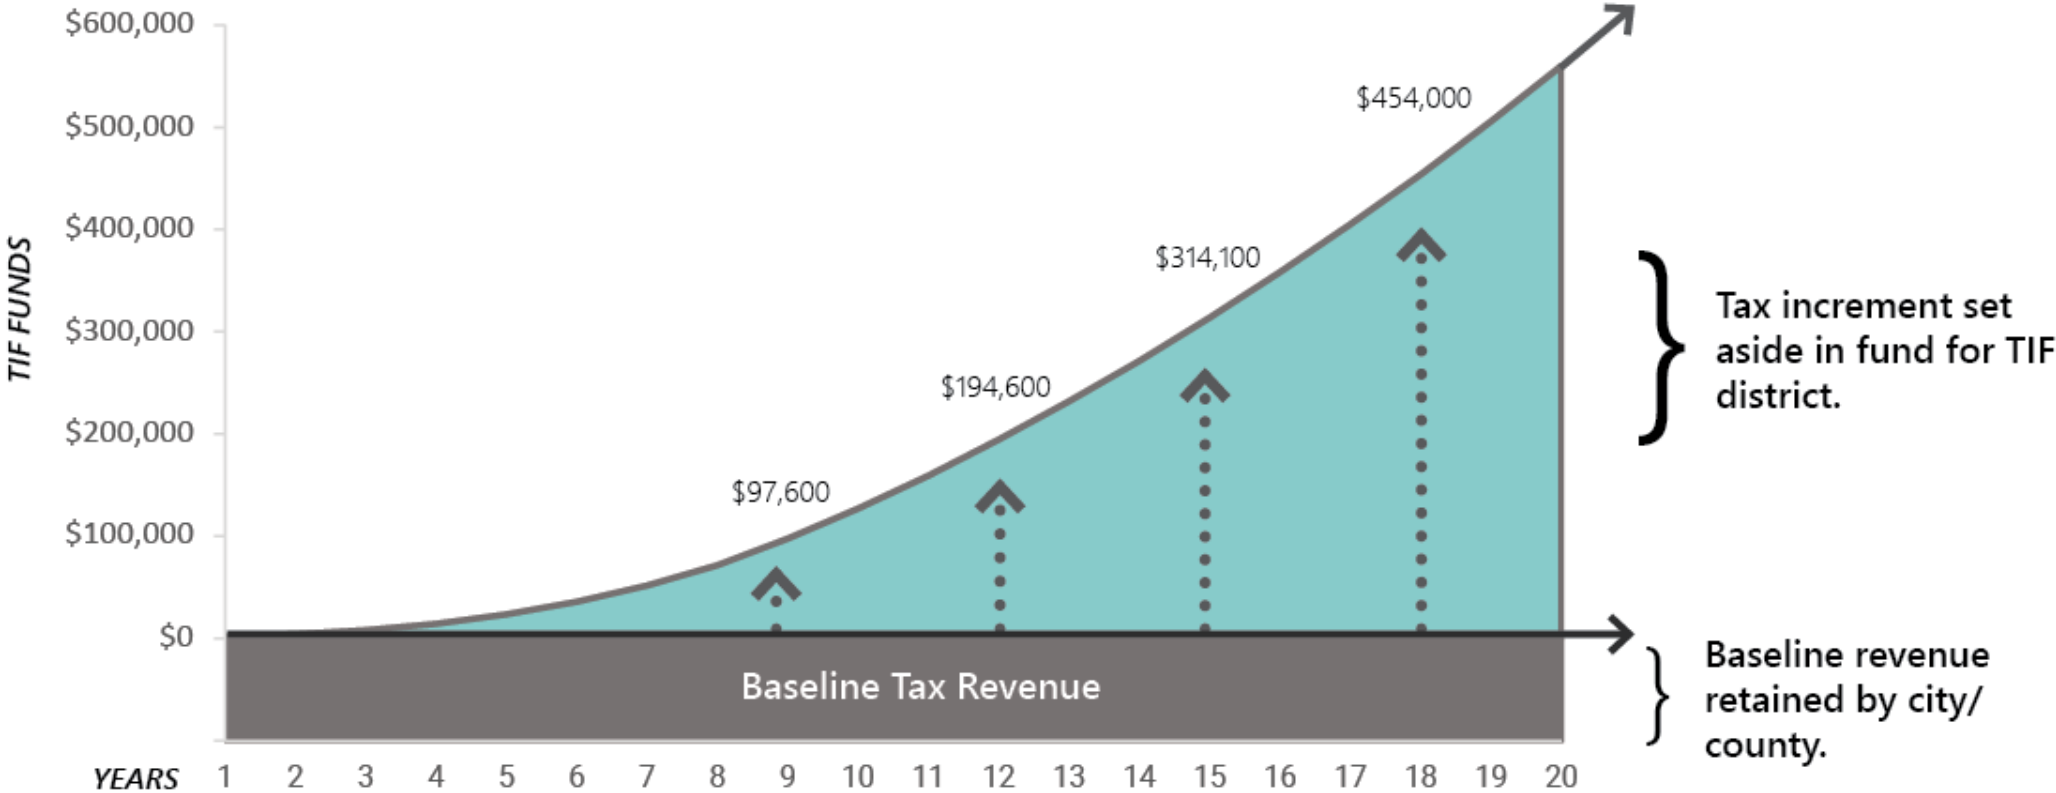 $600,000
$500,000
$400,000
$300,000
$200,000
$100,000
$0
TIF FUNDS
$97,600
$194,600
$314,100
$454,000
Tax increment set
aside in fund for TIF
district.
Baseline Tax Revenue
Baseline revenue
retained by city/
county.
YEARS 1 2 3 4 5 6 7 8 9 10 11 12 13 14 15 16 17 18 19 20